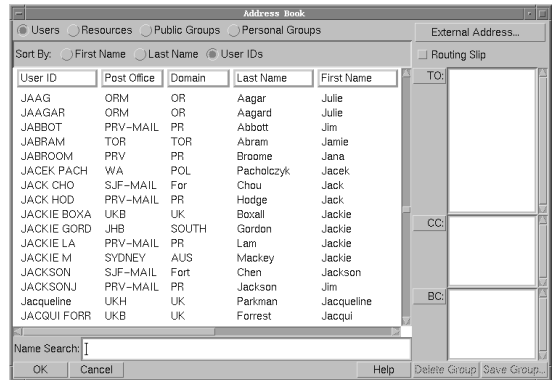 Address Book
Users Resources Public Groups Personal Groups
External Address...
Sort By: First Name Last Name User IDs
Routing Slip
User ID Post Office Domain Last Name First Name
TO:
JAAG ORM OR Aagar Julie
JAAGAR ORM OR Aagard Julie
JABBOT PRV-MAIL PR Abbott Jim
JABRAM TOR TOR Abram Jamie
JABROOM PRV PR Broome Jana
JACEK PACH WA POL Pacholczyk Jacek
JACK CHO SJF-MAIL For Chou Jack
JACK HOD PRV-MAIL PR Hodge Jack
JACKIE BOXA UKB UK Boxall Jackie
JACKIE GORD JHB SOUTH Gordon Jackie
CC:
JACKIE LA PRV-MAIL PR Lam Jackie
JACKIE M SYDNEY AUS Mackey Jackie
JACKSON SJF-MAIL Fort Chen Jackson
JACKSONJ PRV-MAIL PR Jackson Jim
BC:
Jacqueline UKH UK Parkman Jacqueline
JACQUI FORR UKB UK Forrest Jacqui
Name Search:
OK Cancel Help Delete Group Save Group...